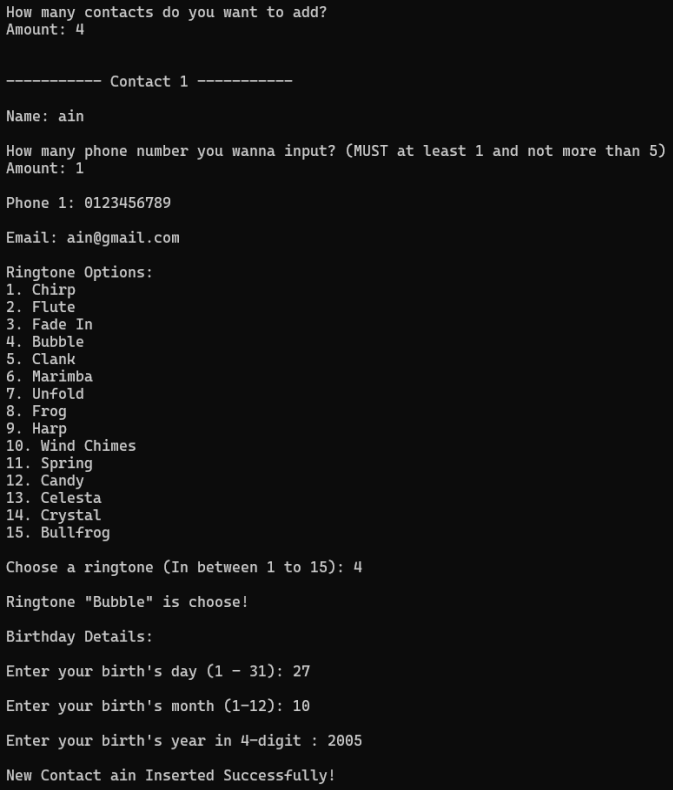 How many contacts do you want to add?
Amount: 4
----------- Contact 1 -----------
Name: ain
How many phone number you wanna input? (MUST at least 1 and not more than 5)
Amount: 1
Phone 1: 0123456789
Email: ain@gmail.com
Ringtone Options:
1. Chirp
2. Flute
3. Fade In
4. Bubble
5. Clank
6. Marimba
7. Unfold
8. Frog
9. Harp
10. Wind Chimes
11. Spring
12. Candy
13. Celesta
14. Crystal
15. Bullfrog
Choose a ringtone (In between 1 to 15): 4
Ringtone "Bubble" is choose!
Birthday Details:
Enter your birth's day (1 - 31): 27
Enter your birth's month (1-12): 10
Enter your birth's year in 4-digit : 2005
New Contact ain Inserted Successfully!